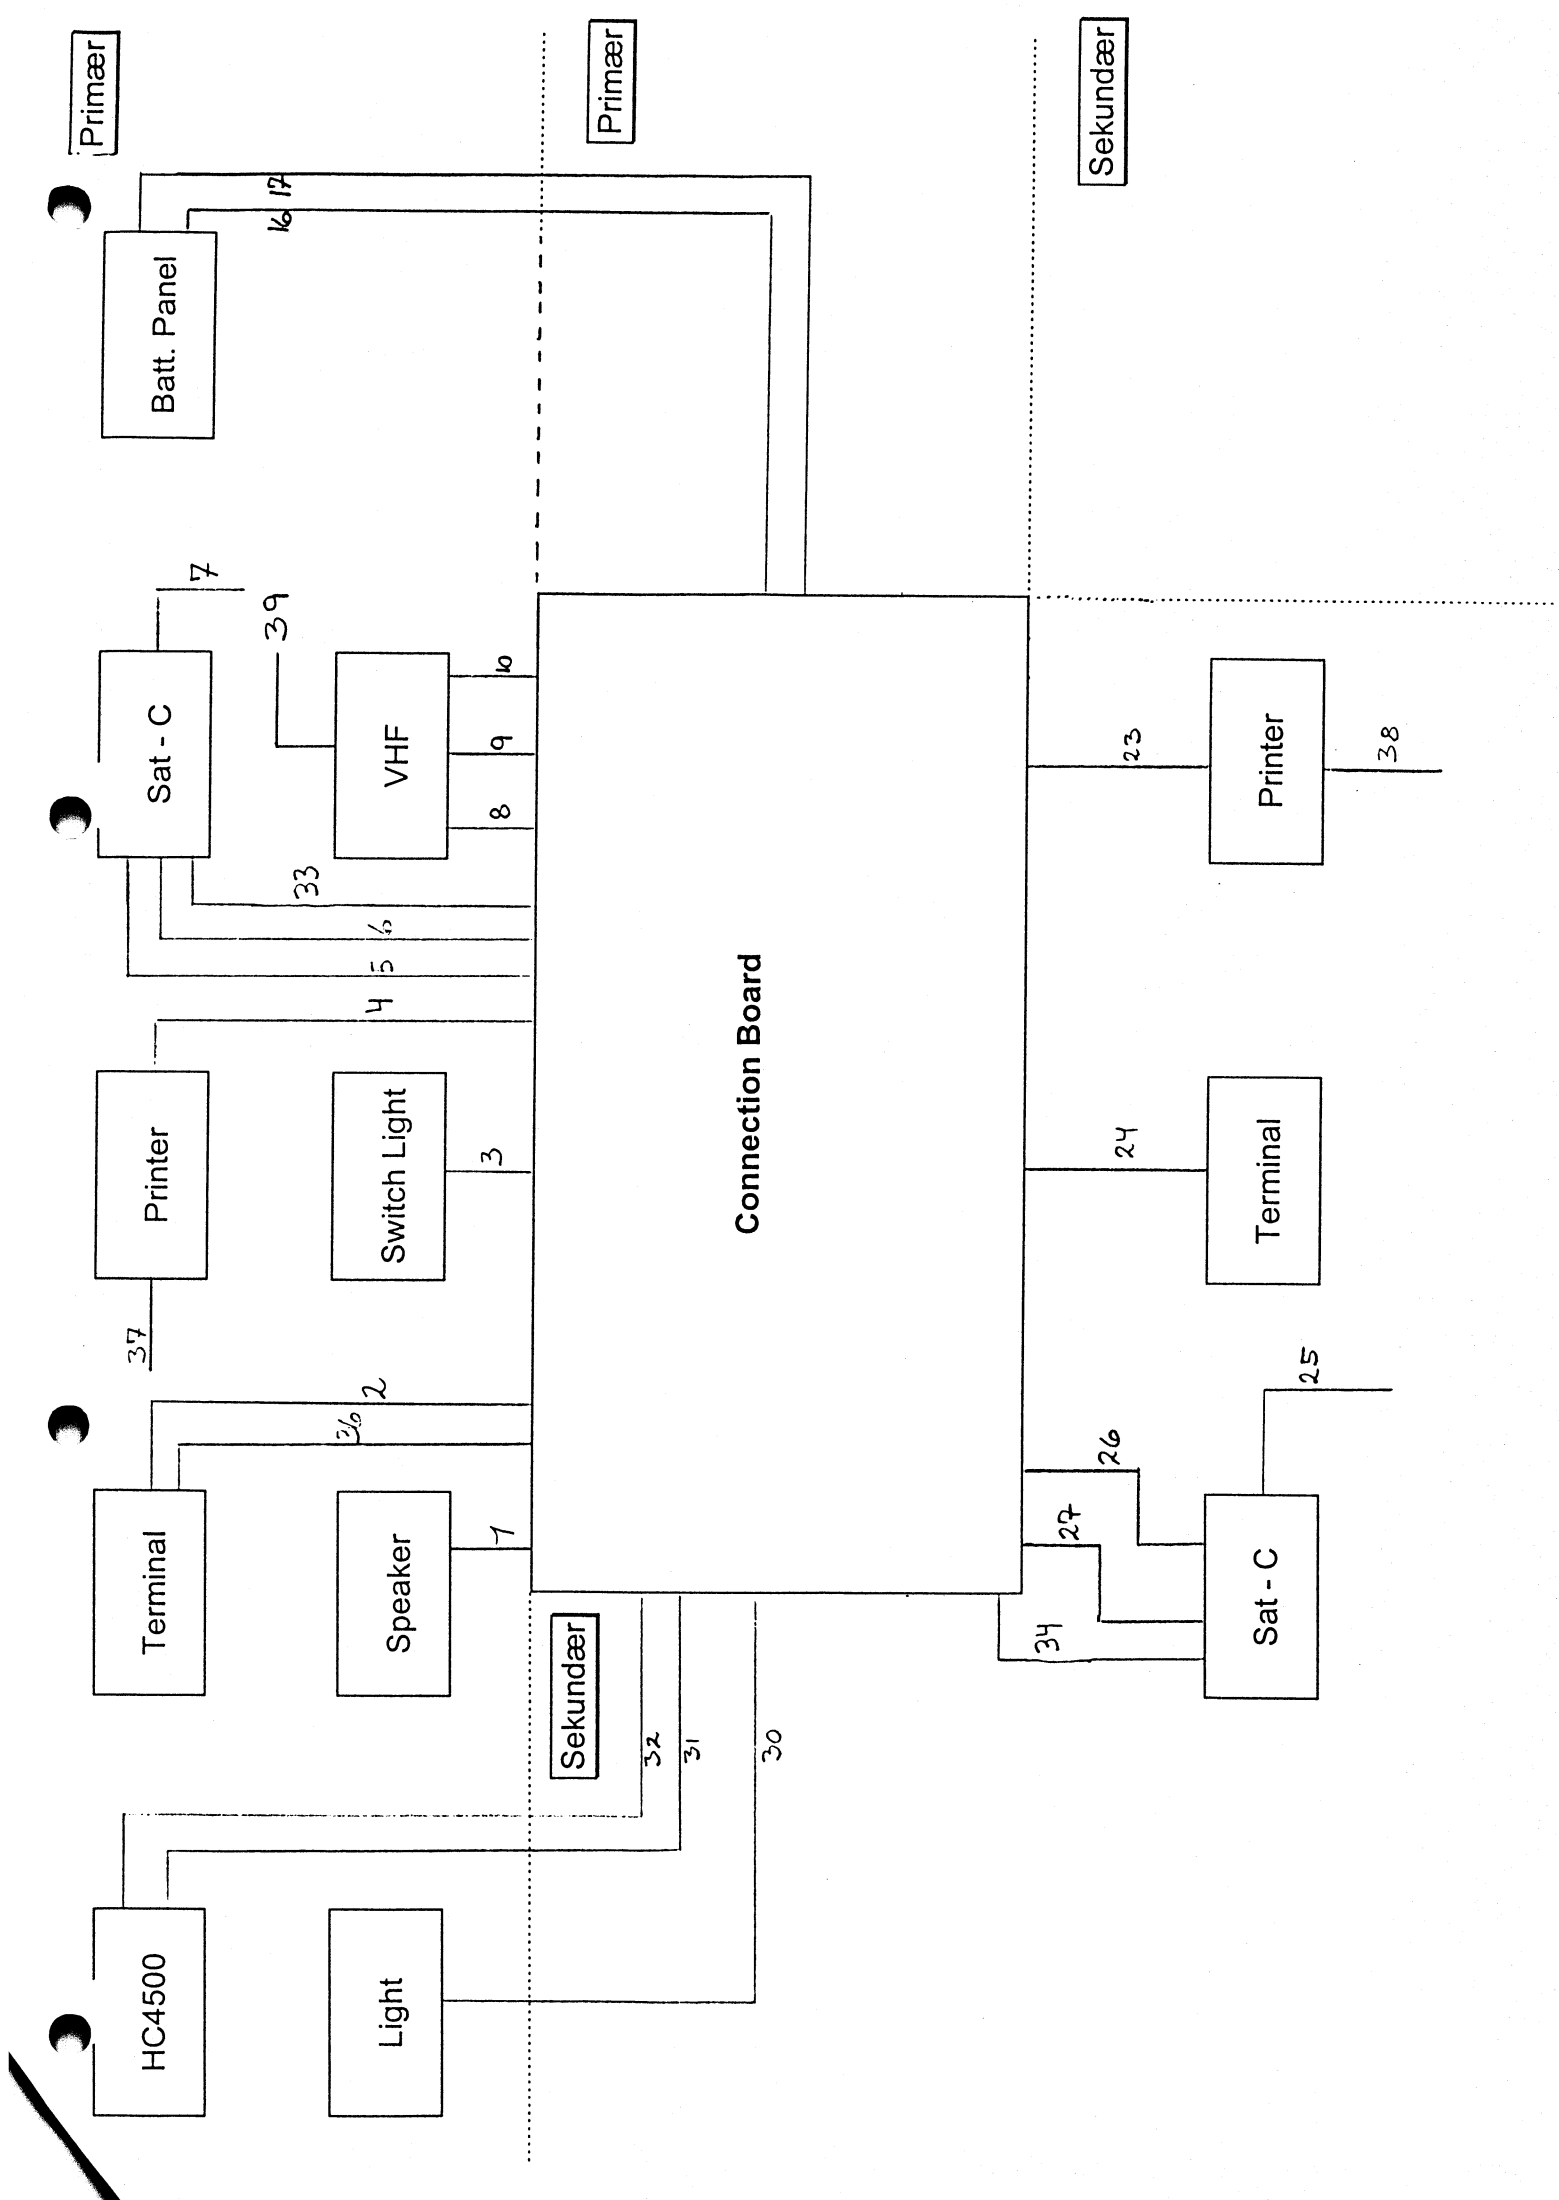 Primær
HC4500
Terminal
37
Printer
Sat - C
7
Batt. Panel
39
16 17
36
2
4
5
6
33
Light
Speaker
Switch Light
VHF
1
3
8
9
10
Sekundær
Primær
32
31
30
Connection Board
34
27
26
24
23
Sekundær
Sat - C
25
Terminal
Printer
38